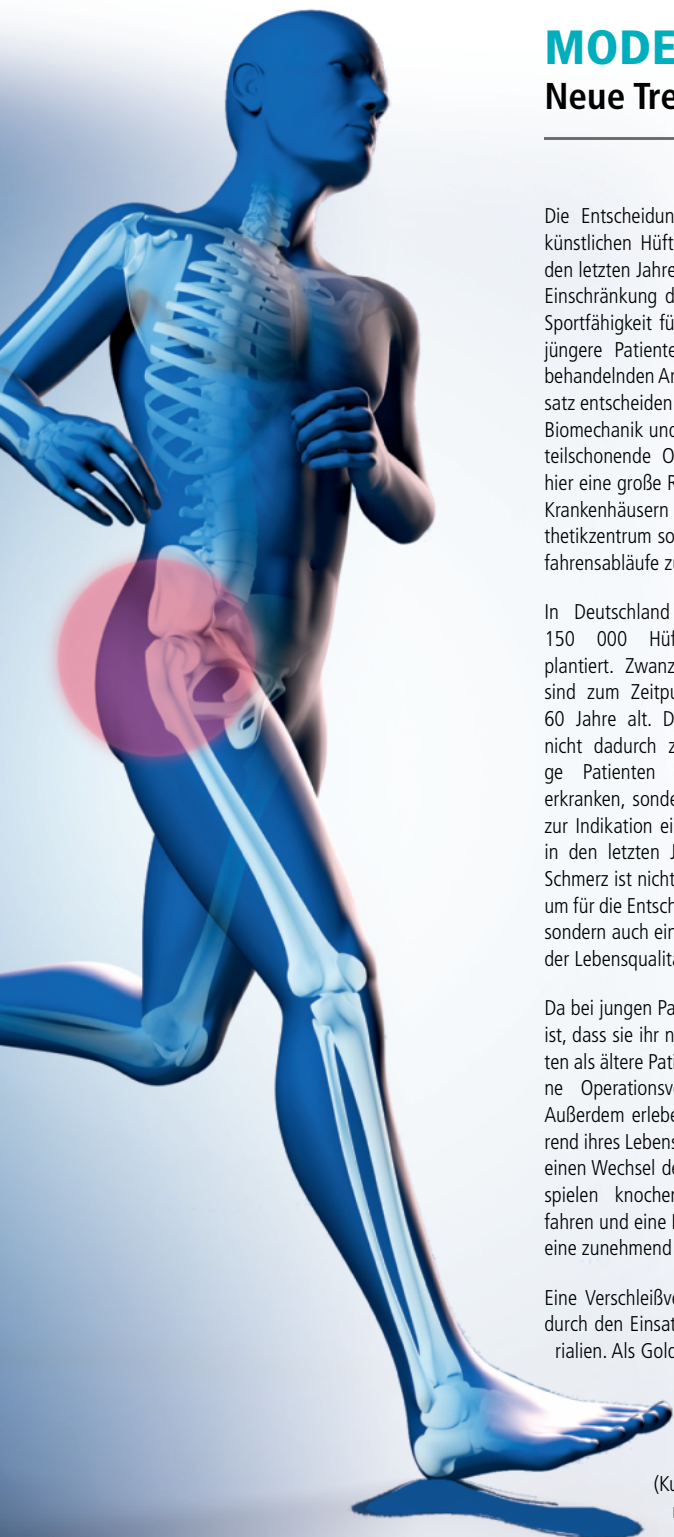 MODE
Neue Tre
Die Entscheidun
künstlichen Hüft
den letzten Jahre
Einschränkung d
Sportfähigkeit fü
jüngere Patiente
behandelnden Ar
satz entscheiden
Biomechanik und
teilschonende O
hier eine große R
Krankenhäusern
thetikzentrum so
fahrensabläufe zu
In Deutschland
150 000 Hüf
plantiert. Zwanz
sind zum Zeitpu
60 Jahre alt. D
nicht dadurch z
ge Patienten
erkranken, sonde
zur Indikation ei
in den letzten J
Schmerz ist nicht
um für die Entsch
sondern auch ein
der Lebensqualitä
Da bei jungen Pa
ist, dass sie ihr n
ten als ältere Pati
ne Operationsve
Außerdem erlebe
rend ihres Lebens
einen Wechsel de
spielen knochen
fahren und eine
eine zunehmend
Eine Verschleißve
durch den Einsat
rialien. Als Gold
(Ku